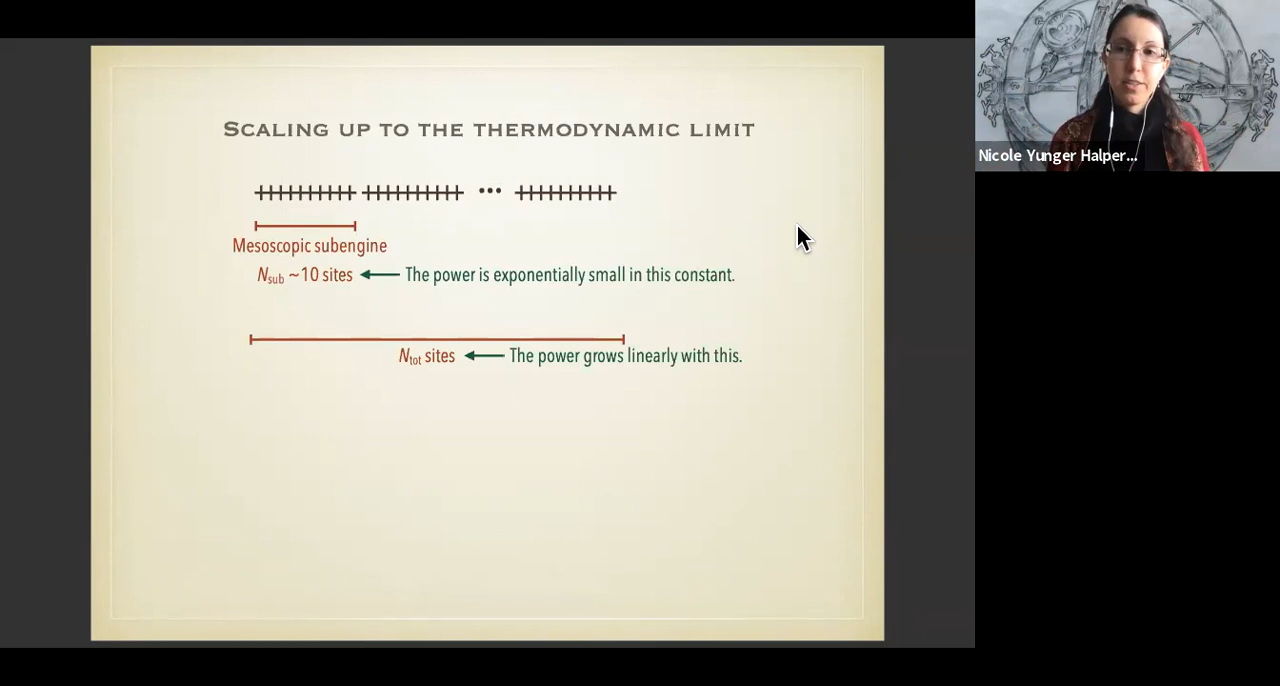 SCALING UP TO THE THERMODYNAMIC LIMIT
Mesoscopic subengine
Nsub ~10 sites
The power is exponentially small in this constant.
Ntot sites
The power grows linearly with this.
Nicole Yunger Halper...